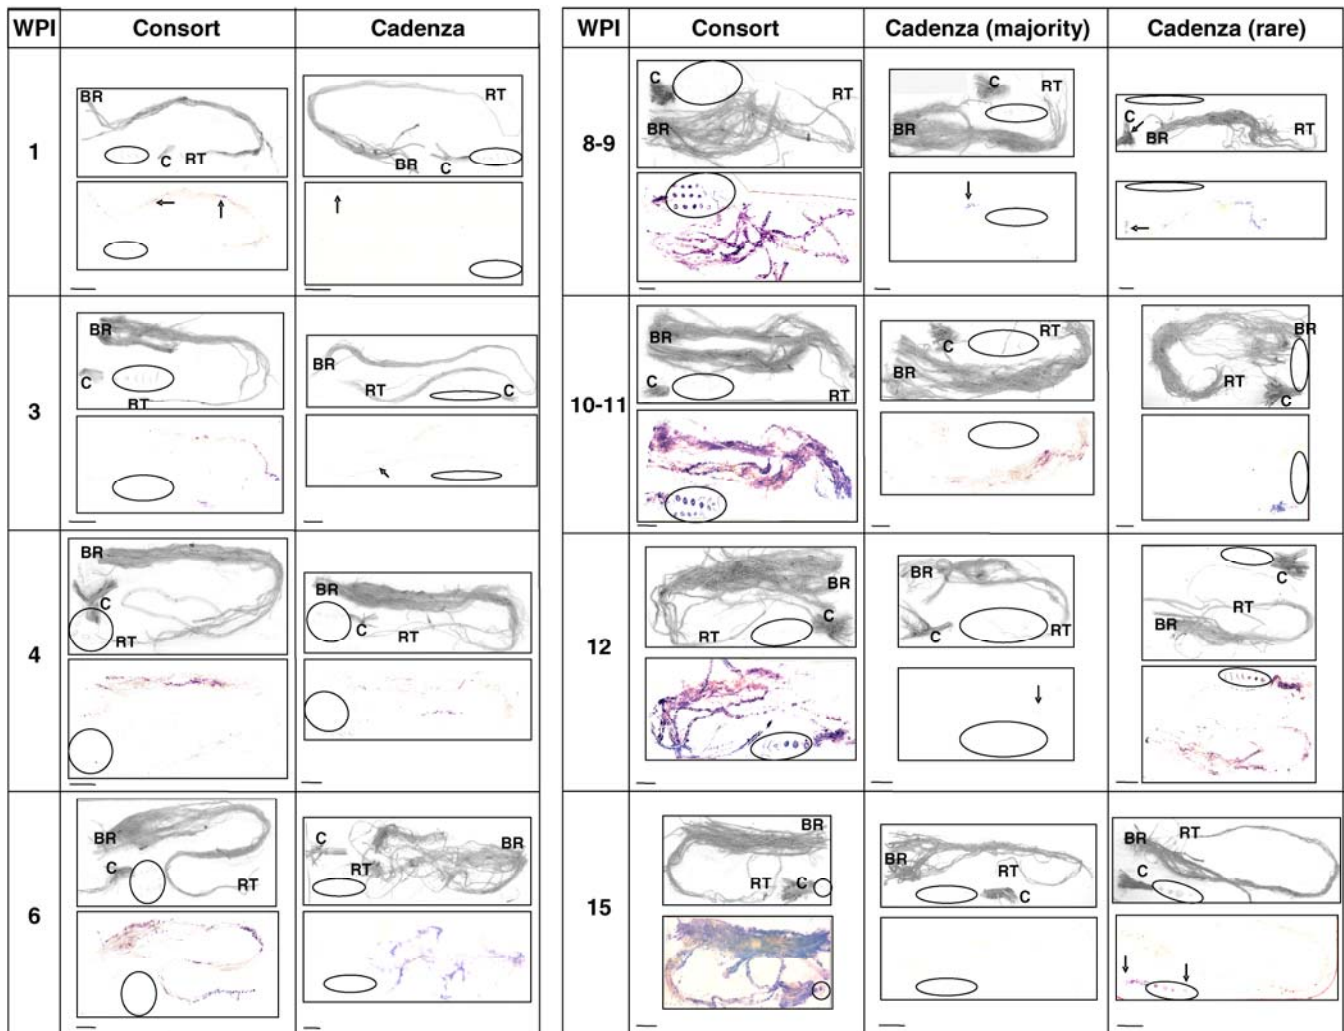 WPI Consort Cadenza
1
BR
C RT
RT
BR C
3
BR
C
RT
BR
RT C
4
BR
C
RT
BR
C RT
6
BR
C
RT
C
BR
RT
WPI Consort Cadenza (majority) Cadenza (rare)
8-9
C
RT
BR
C RT
BR
C
BR RT
10-11
BR
C
RT
RT
C
BR
BR
RT
C
12
BR
RT C
BR
C RT
C
RT
BR
15
BR
RT C
BR
RT
C
BR RT
C